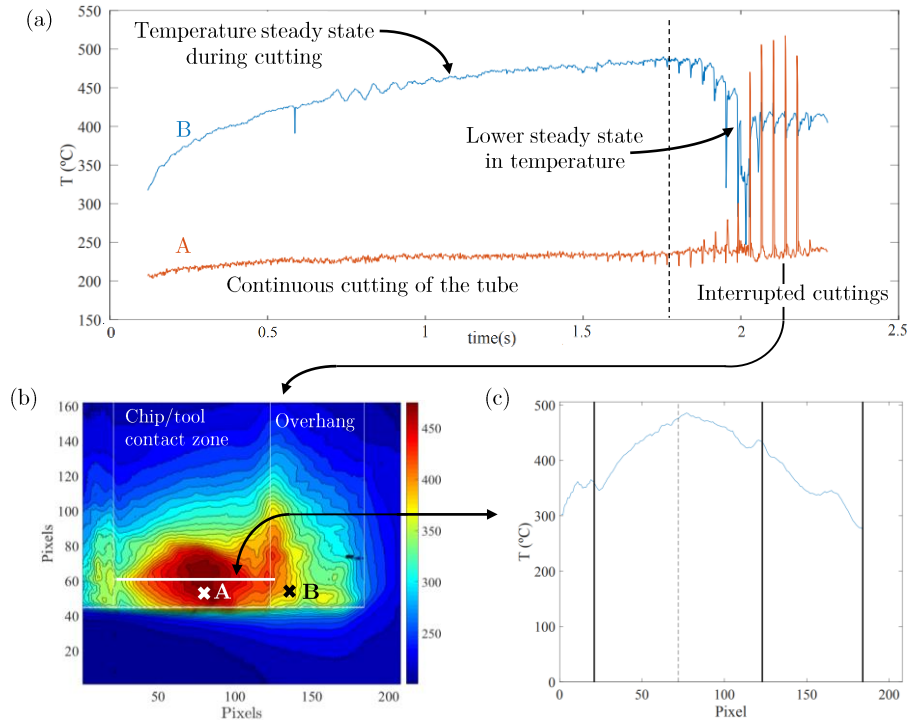 (a)
550
500
450
400
350
300
250
200
150
T (ºC)
Temperature steady state
during cutting
B
Lower steady state
in temperature
A
Continuous cutting of the tube
Interrupted cuttings
0
0.5
1
1.5
2
2.5
time(s)
(b)
160
140
120
100
80
60
40
20
Pixels
Chip/tool
contact zone
Overhang
A
B
50
100
150
200
Pixels
450
400
350
300
250
(c)
500
400
300
200
100
0
T (ºC)
0
50
100
150
200
Pixel